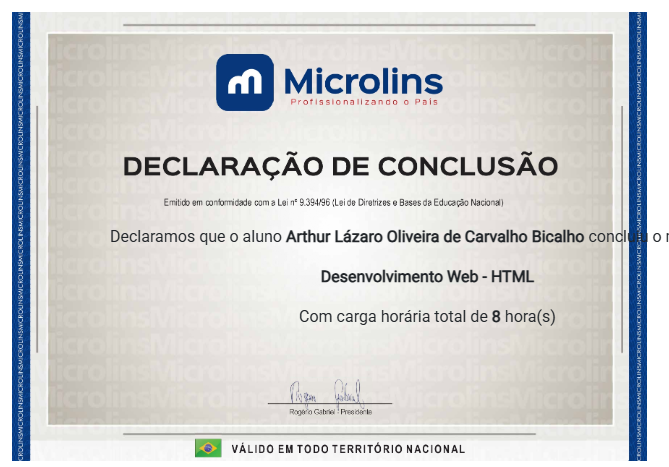 Microlins
Profissionalizando o País
DECLARAÇÃO DE CONCLUSÃO
Emitido em conformidade com a Lei nº 9.394/96 (Lei de Diretrizes e Bases da Educação Nacional)
Declaramos que o aluno Arthur Lázaro Oliveira de Carvalho Bicalho concluiu o
Desenvolvimento Web - HTML
Com carga horária total de 8 hora(s)
Rogério Gabriel | Presidente
VÁLIDO EM TODO TERRITÓRIO NACIONAL